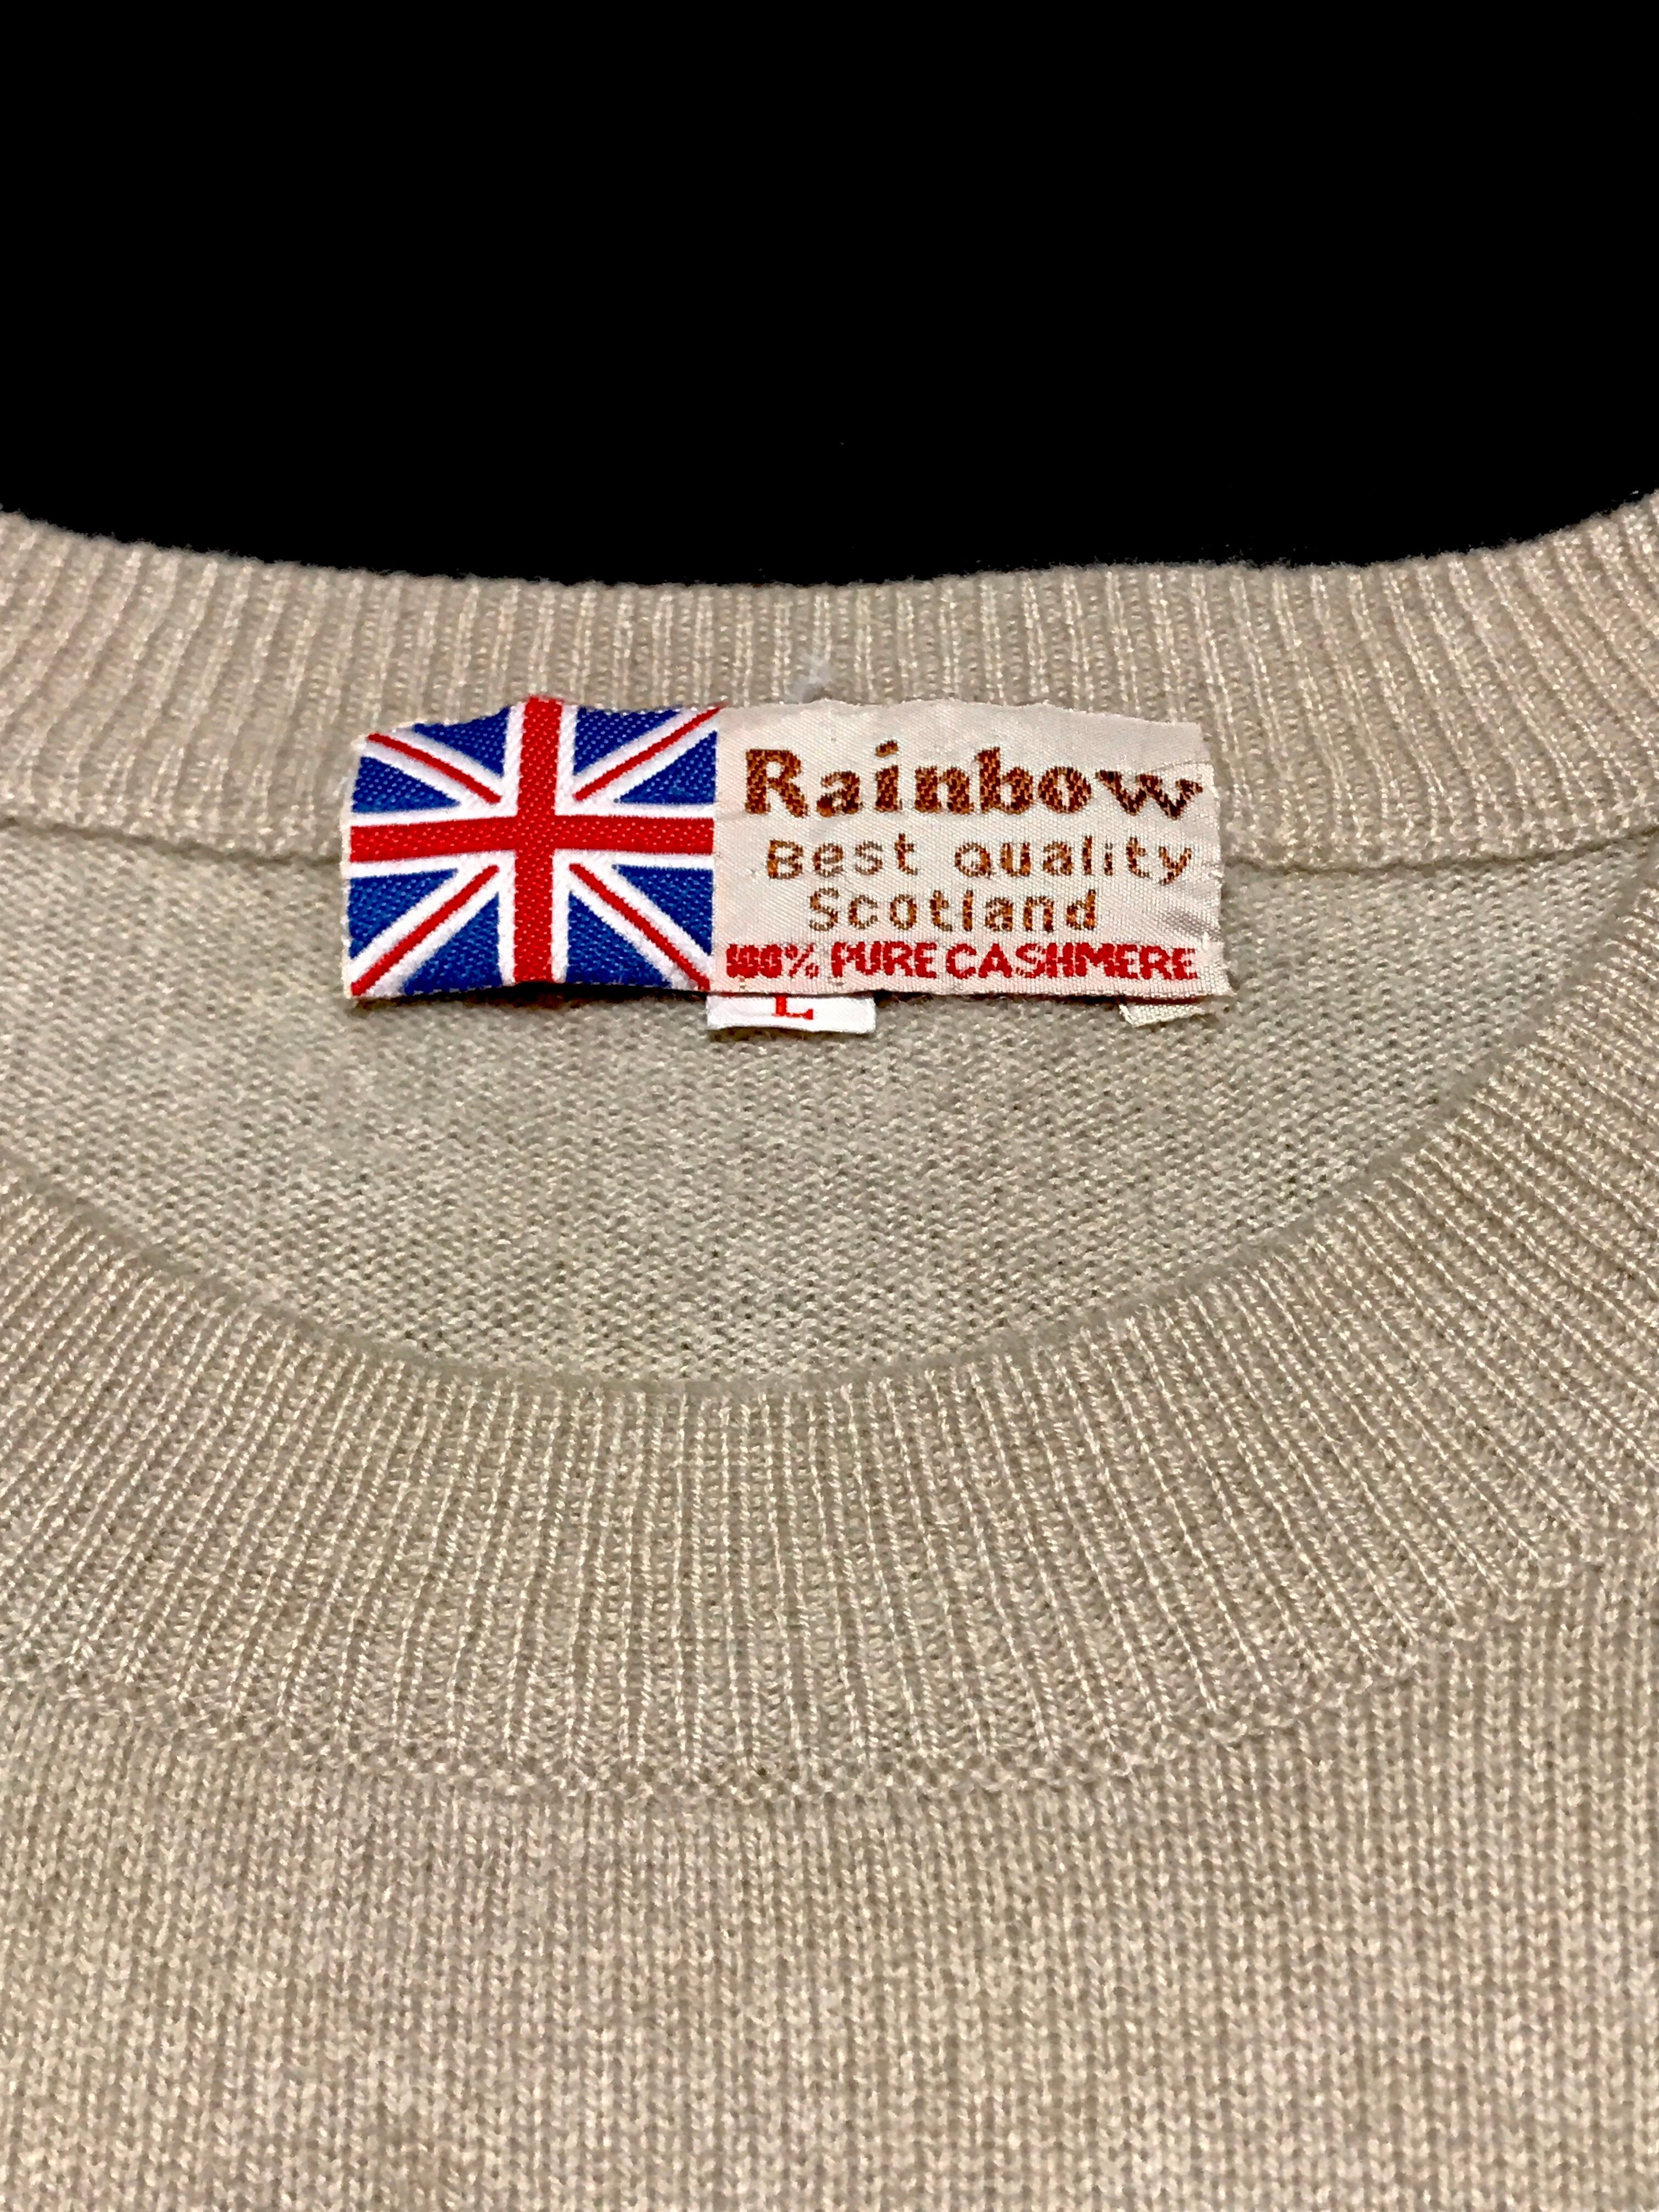 Rainbow
Best quality
Scotland
100% PURE CASHMERE
L